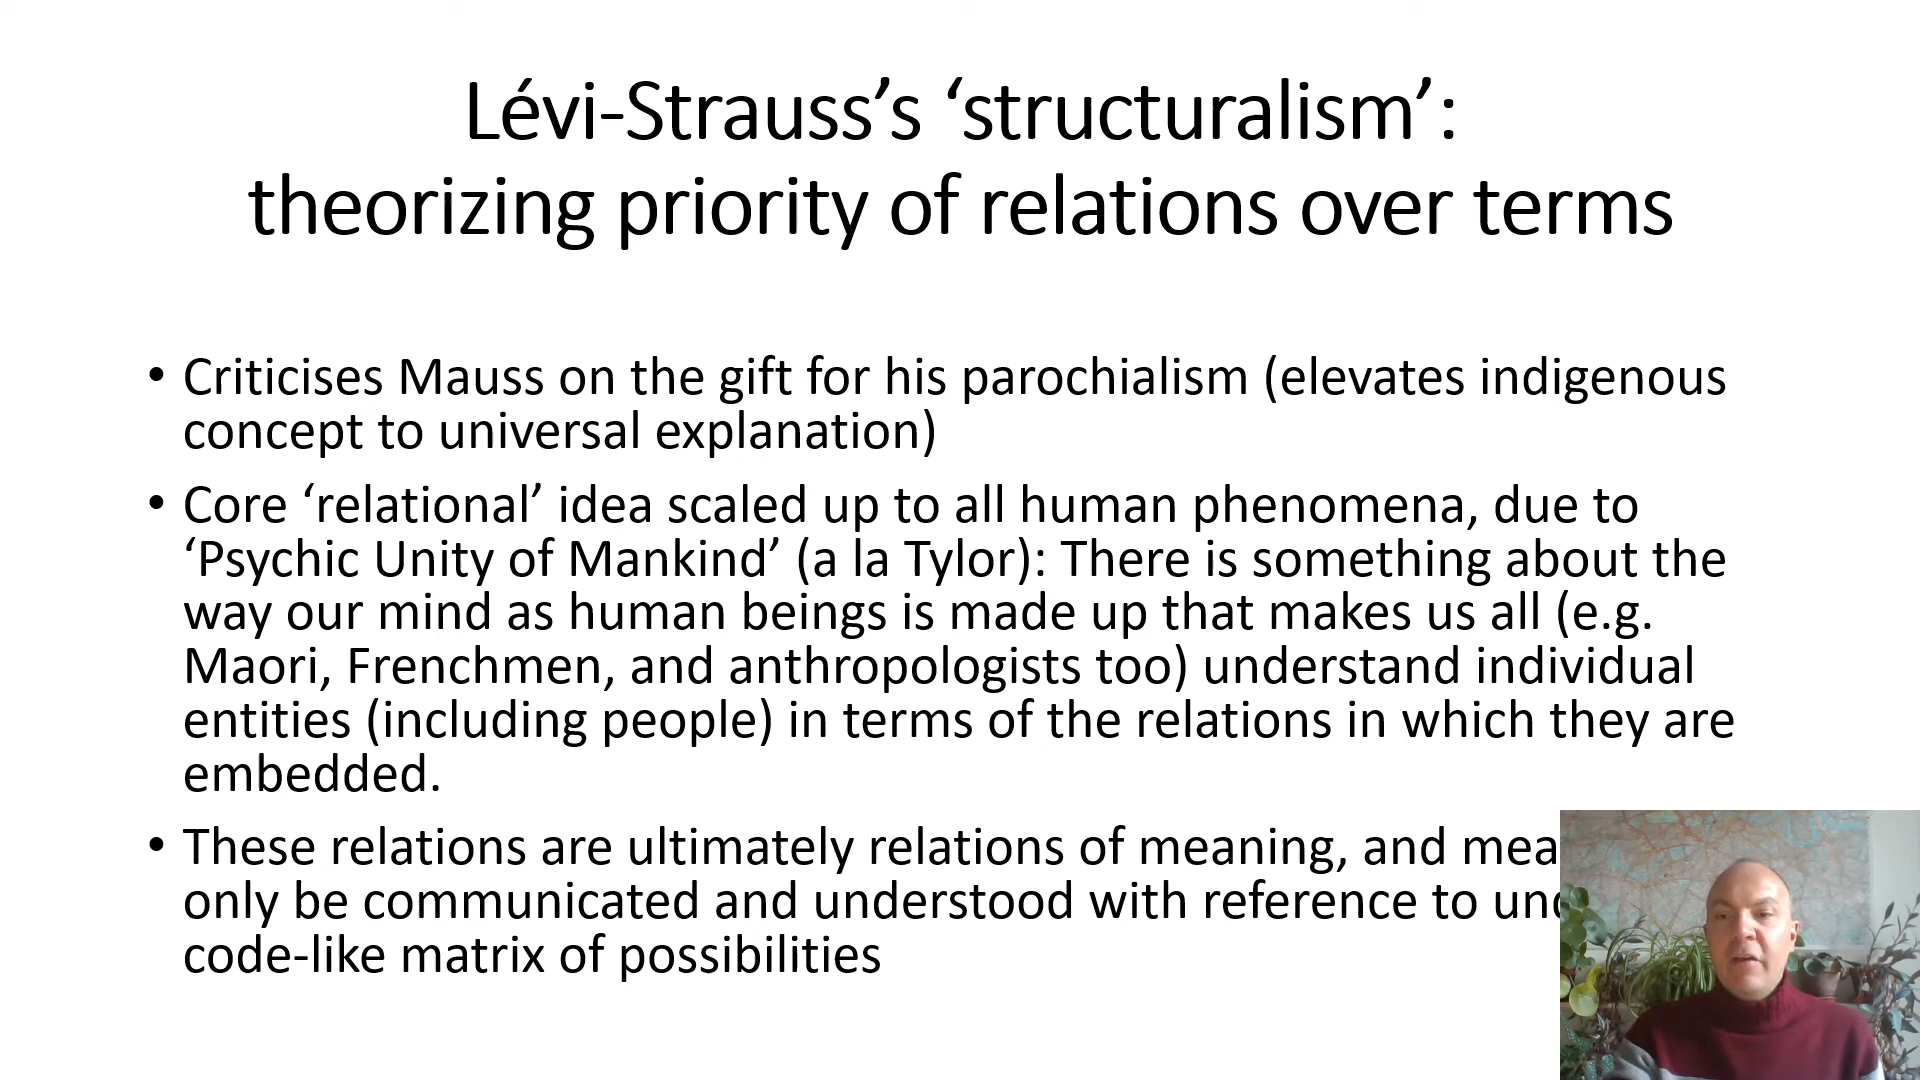 Lévi-Strauss’s ‘structuralism’:
theorizing priority of relations over terms
• Criticises Mauss on the gift for his parochialism (elevates indigenous
concept to universal explanation)
• Core ‘relational’ idea scaled up to all human phenomena, due to
‘Psychic Unity of Mankind’ (a la Tylor): There is something about the
way our mind as human beings is made up that makes us all (e.g.
Maori, Frenchmen, and anthropologists too) understand individual
entities (including people) in terms of the relations in which they are
embedded.
• These relations are ultimately relations of meaning, and
only be communicated and understood with reference to
code-like matrix of possibilities